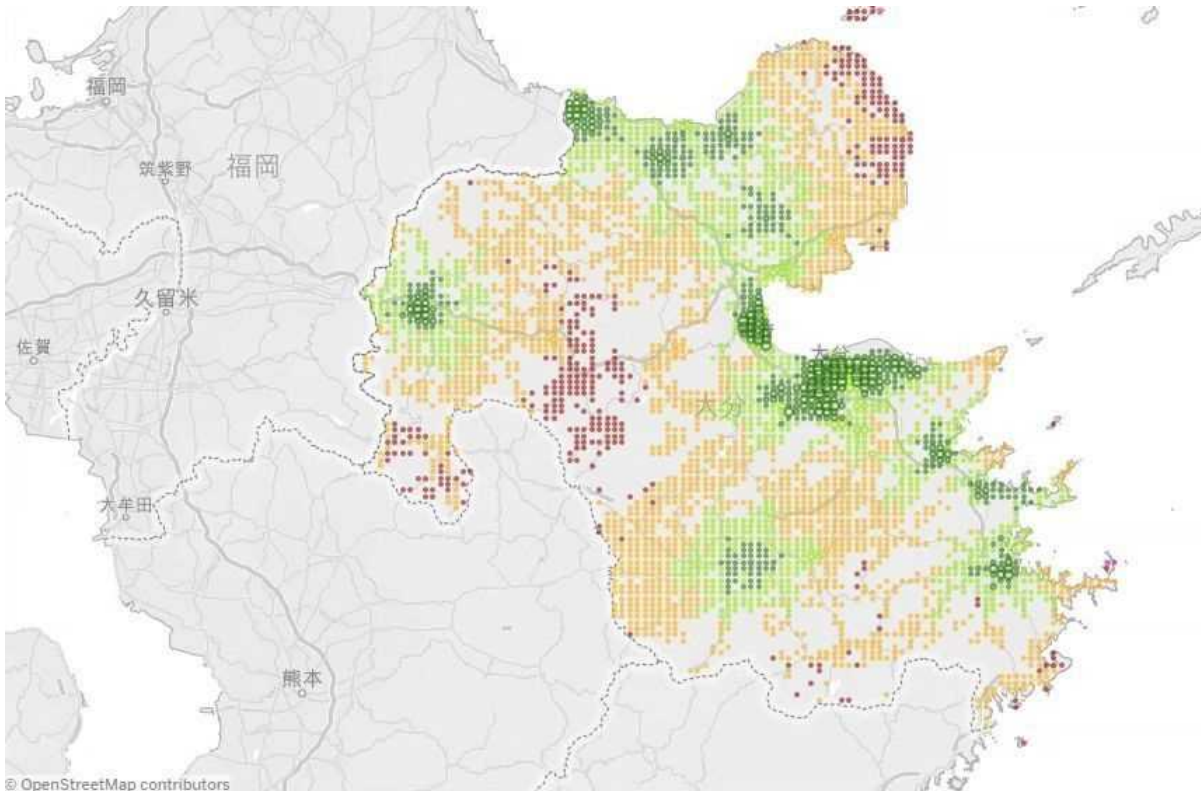 福岡
筑紫野
福岡
久留米
佐賀
大分
大分
大牟田
熊本
© OpenStreetMap contributors